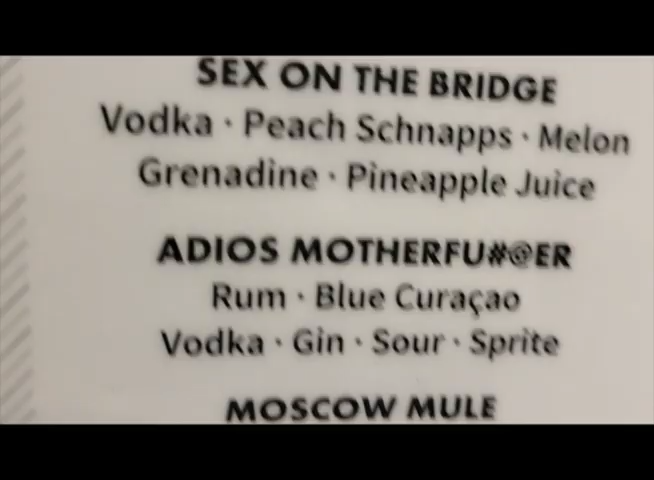 SEX ON THE BRIDGE
Vodka · Peach Schnapps · Melon
Grenadine · Pineapple Juice
ADIOS MOTHERFU#@ER
Rum · Blue Curaçao
Vodka · Gin · Sour · Sprite
MOSCOW MULE